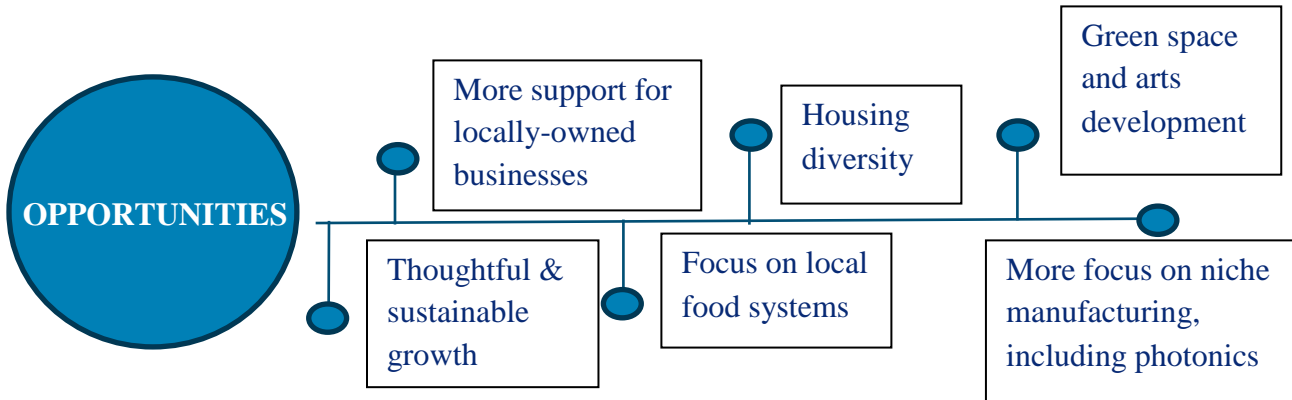 OPPORTUNITIES
Thoughtful &
sustainable
growth
More support for
locally-owned
businesses
Focus on local
food systems
Housing
diversity
Green space
and arts
development
More focus on niche
manufacturing,
including photonics